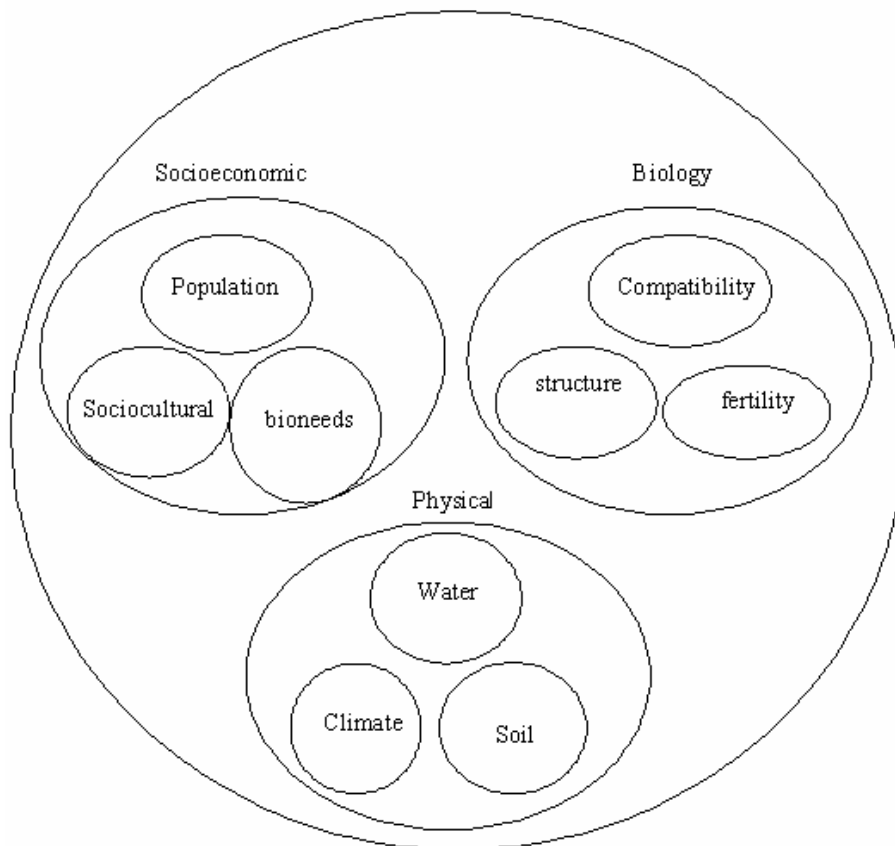 Socioeconomic
Biology
Population
Compatibility
structure
Sociocultural
bioneeds
fertility
Physical
Water
Climate
Soil